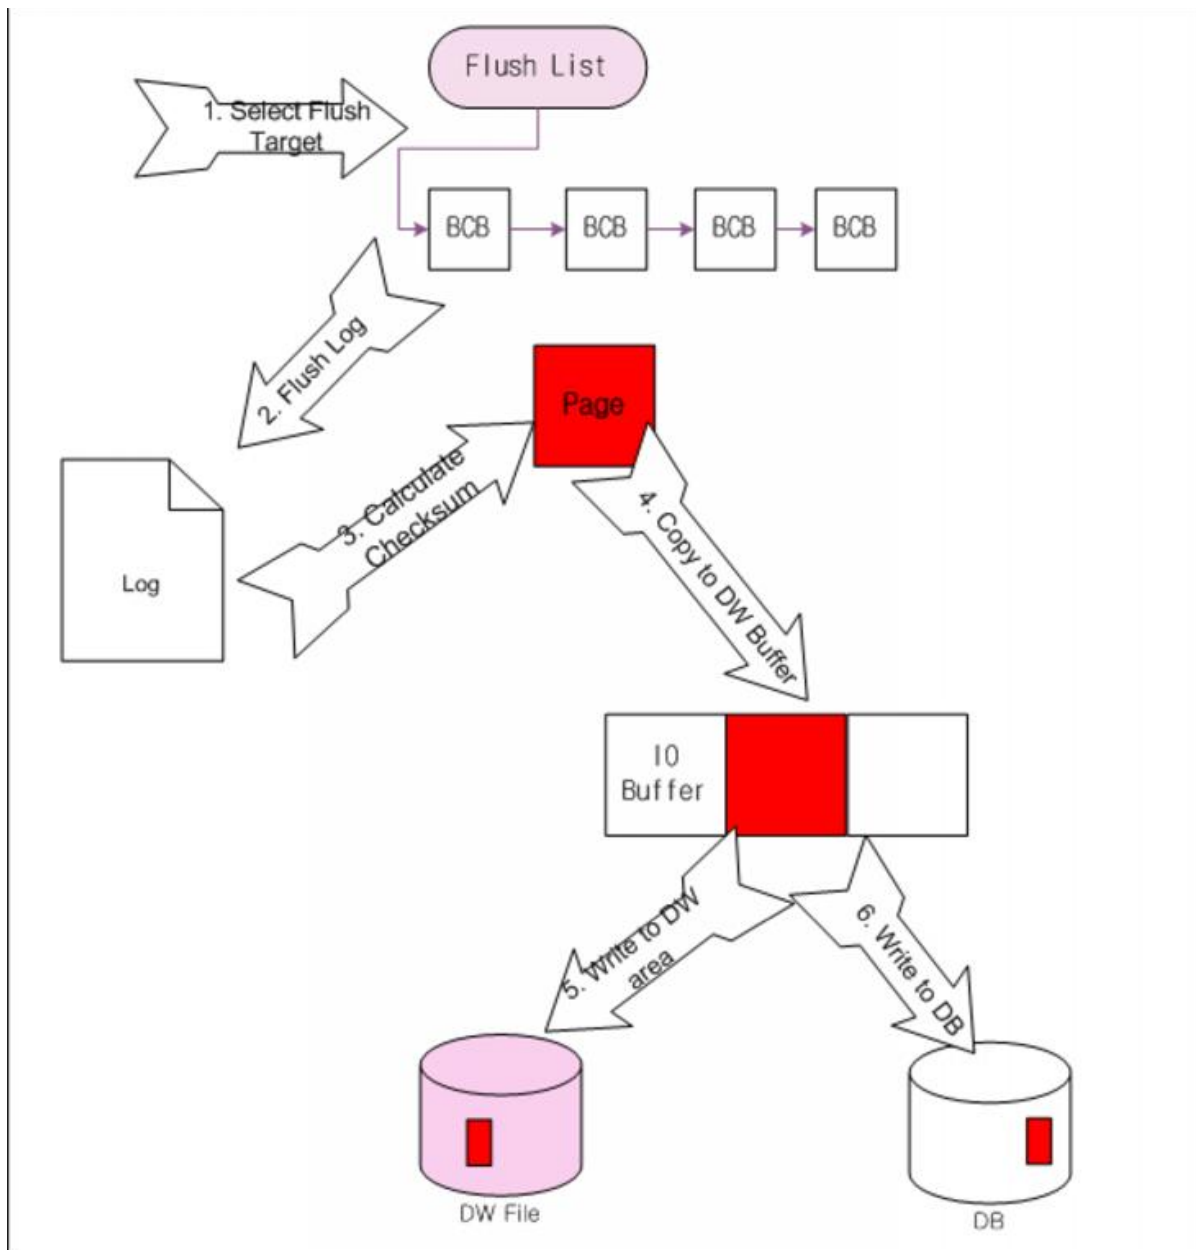 Flush List
1. Select Flush
Target
BCB
BCB
BCB
BCB
2. Flush Log
Page
3. Calculate
Checksum
4. Copy to DW Buffer
Log
IO
Buffer
5. Write to DW
area
6. Write to DB
DW File
DB